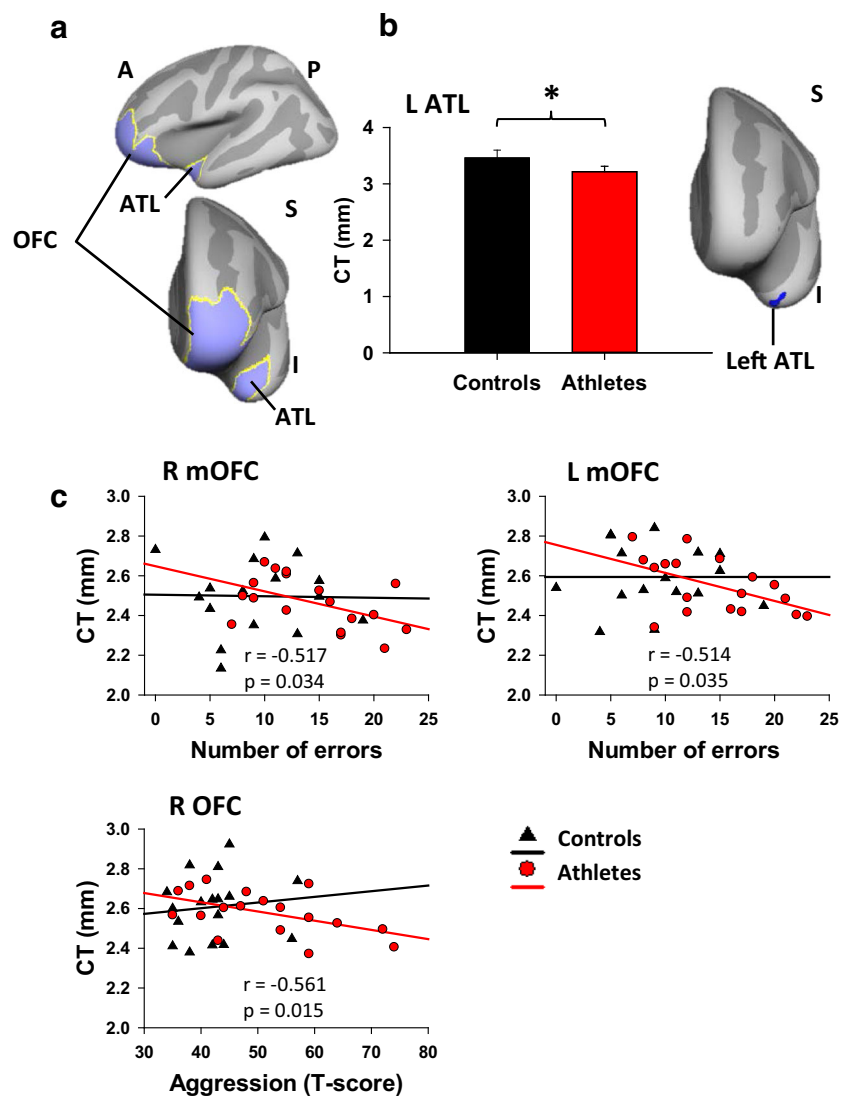 a
A
P
ATL
OFC
S
I
ATL
b
L ATL
*
S
4
3
2
1
0
CT (mm)
Controls
Athletes
I
Left ATL
c
R mOFC
3.0
2.8
2.6
2.4
2.2
2.0
CT (mm)
r = -0.517
p = 0.034
0 5 10 15 20 25
Number of errors
L mOFC
3.0
2.8
2.6
2.4
2.2
2.0
CT (mm)
r = -0.514
p = 0.035
0 5 10 15 20 25
Number of errors
R OFC
3.0
2.8
2.6
2.4
2.2
2.0
CT (mm)
r = -0.561
p = 0.015
30 40 50 60 70 80
Aggression (T-score)
Controls
Athletes